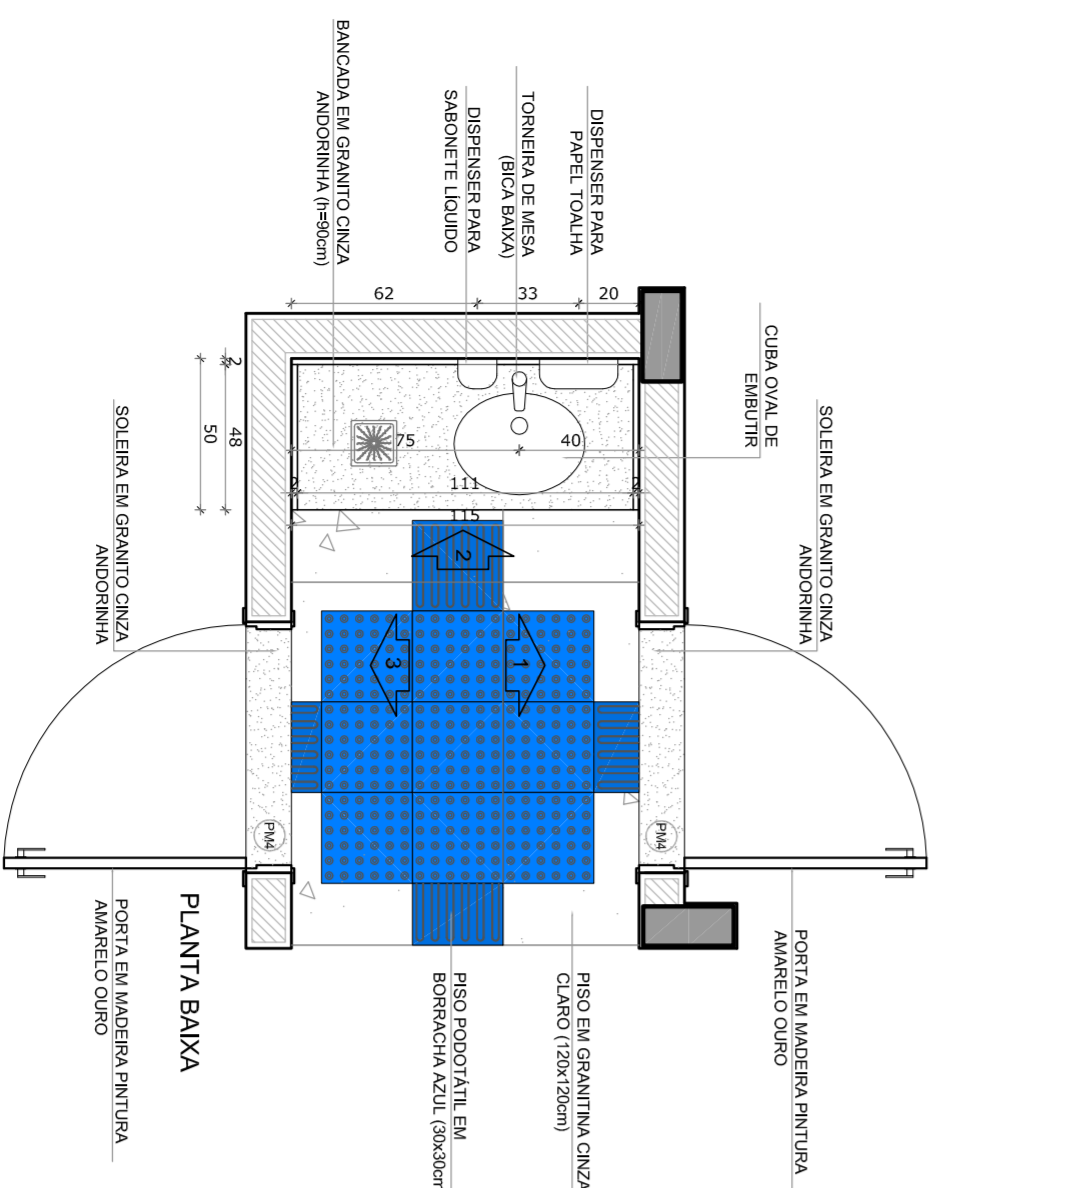 BANCADA EM GRANITO CINZA
ANDORINHA (h=90cm)
DISPENSER PARA
SABONETE LÍQUIDO
TORNEIRA DE MESA
(BICA BAIXA)
DISPENSER PARA
PAPEL TOALHA
CUBA OVAL DE
EMBUTIR
SOLEIRA EM GRANITO CINZA
ANDORINHA
SOLEIRA EM GRANITO CINZA
ANDORINHA
62
33
20
2
48
50
75
40
2
111
2
115
2
3
1
PM4
PM4
PLANTA BAIXA
PORTA EM MADEIRA PINTURA
AMARELO OURO
PISO PODOTÁTIL EM
BORRACHA AZUL (30x30cm
PISO EM GRANITINA CINZA
CLARO (120x120cm)
PORTA EM MADEIRA PINTURA
AMARELO OURO